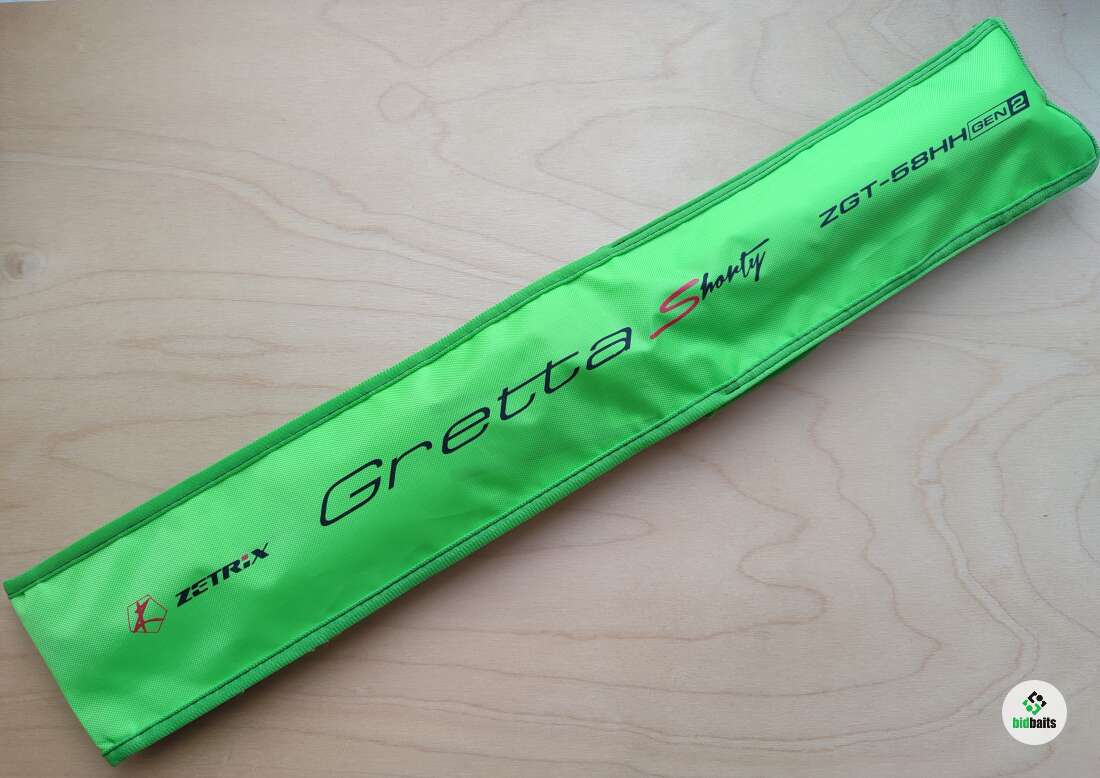 ZETRiX
Gretta Shorty
ZGT-58HH GEN 2
bidbaits